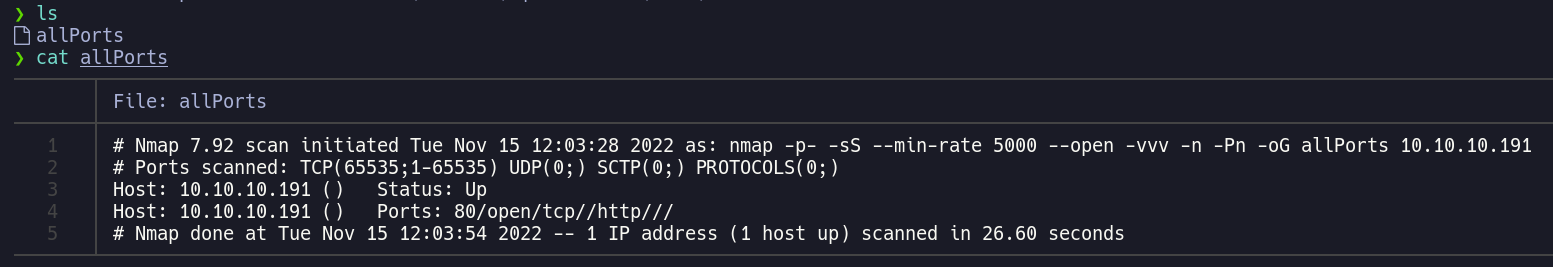 ❯ ls
allPorts
❯ cat allPorts
File: allPorts
1 # Nmap 7.92 scan initiated Tue Nov 15 12:03:28 2022 as: nmap -p- -sS --min-rate 5000 --open -vvv -n -Pn -oG allPorts 10.10.10.191
2 # Ports scanned: TCP(65535;1-65535) UDP(0;) SCTP(0;) PROTOCOLS(0;)
3 Host: 10.10.10.191 ()   Status: Up
4 Host: 10.10.10.191 ()   Ports: 80/open/tcp//http///
5 # Nmap done at Tue Nov 15 12:03:54 2022 -- 1 IP address (1 host up) scanned in 26.60 seconds